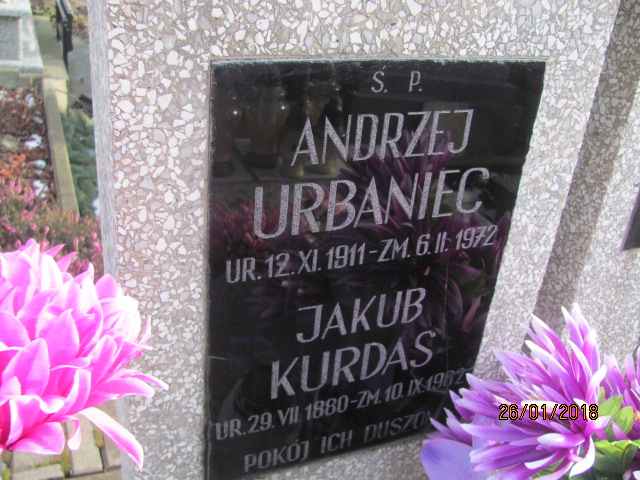 Ś. P.
ANDRZEJ
URBANIEC
UR. 12. XI. 1911 - ZM. 6. II. 1972
JAKUB
KURDAS
UR. 29. VII 1880 - ZM. 10. IX 1962
POKÓJ ICH DUSZOM
26/01/2018